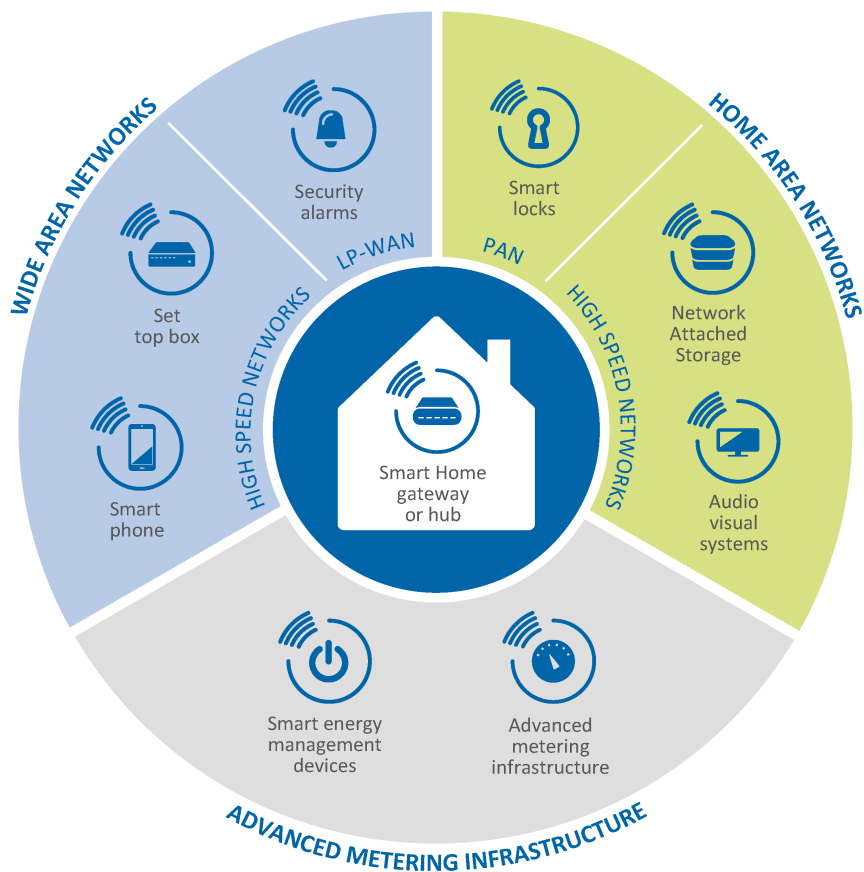 WIDE AREA NETWORKS
HOME AREA NETWORKS
Security
alarms
LP-WAN
Smart
locks
PAN
Set
top box
Smart
phone
HIGH SPEED NETWORKS
Network
Attached
Storage
Audio
visual
systems
HIGH SPEED NETWORKS
Smart Home
gateway
or hub
Smart energy
management
devices
Advanced
metering
infrastructure
ADVANCED METERING INFRASTRUCTURE